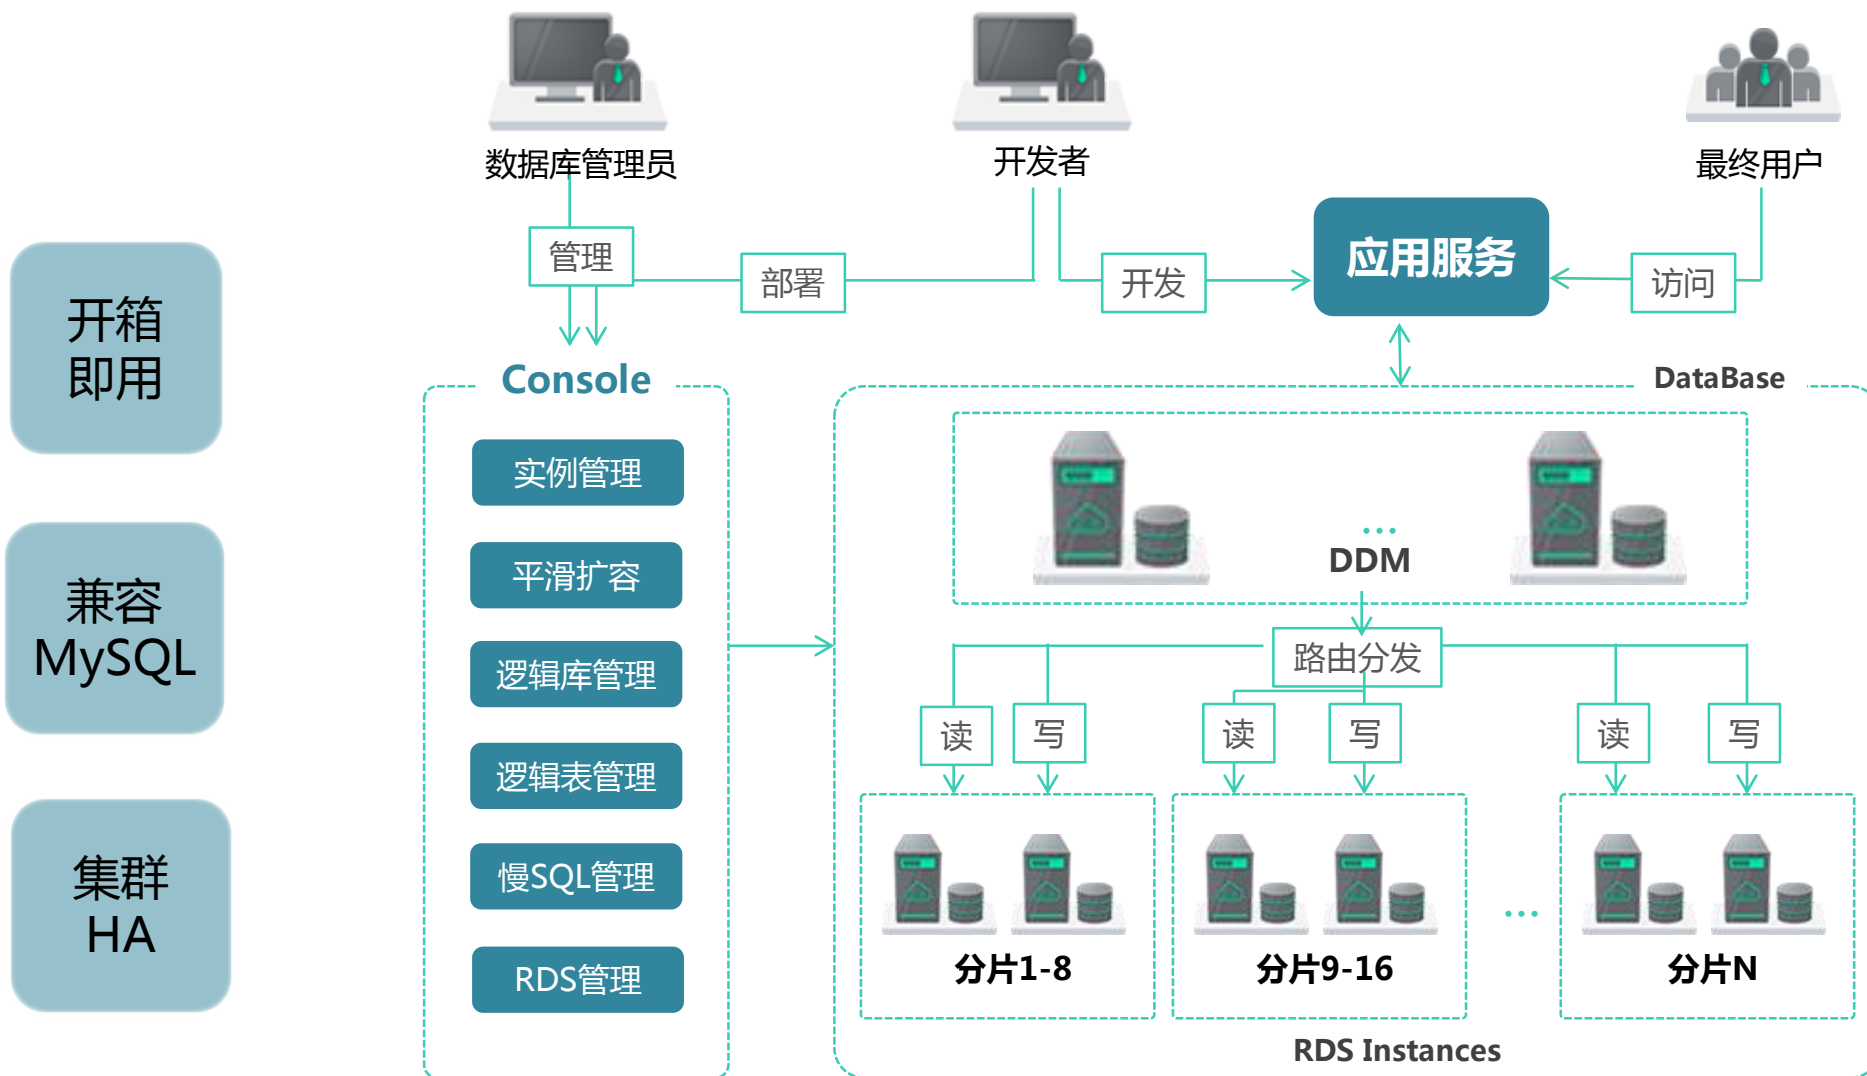 数据库管理员
开发者
最终用户
管理
部署
开发
应用服务
访问
开箱
即用
兼容
MySQL
集群
HA
Console
实例管理
平滑扩容
逻辑库管理
逻辑表管理
慢SQL管理
RDS管理
DataBase
...
DDM
路由分发
读
写
读
写
读
写
...
分片1-8
分片9-16
分片N
RDS Instances